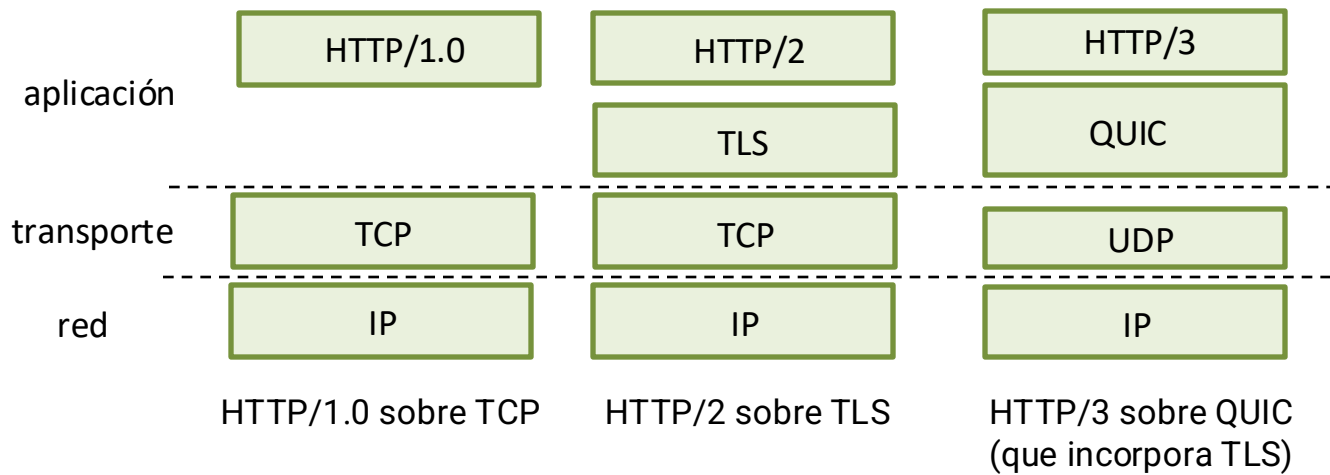 HTTP/1.0
HTTP/2
HTTP/3
aplicación
TLS
QUIC
transporte
TCP
TCP
UDP
red
IP
IP
IP
HTTP/1.0 sobre TCP
HTTP/2 sobre TLS
HTTP/3 sobre QUIC
(que incorpora TLS)